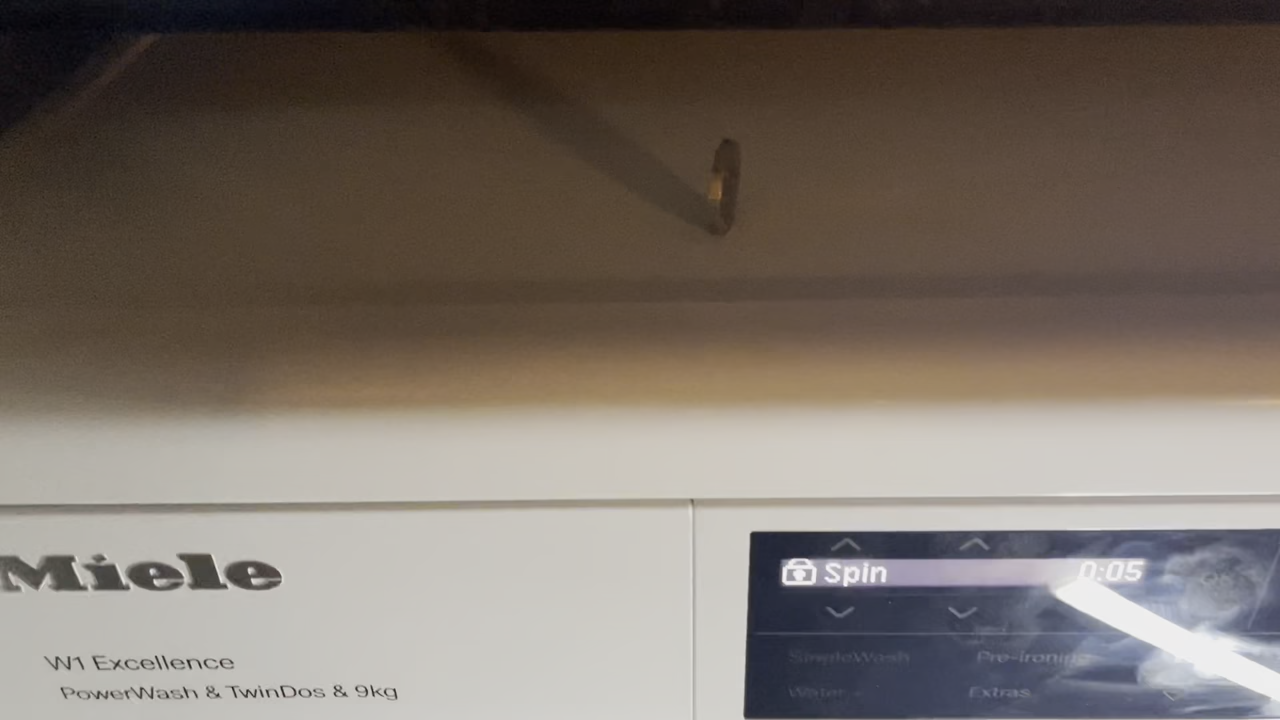 Miele
W1 Excellence
PowerWash & TwinDos & 9kg
Spin 0:05
SingleWash Pre-ironing
Water Extras